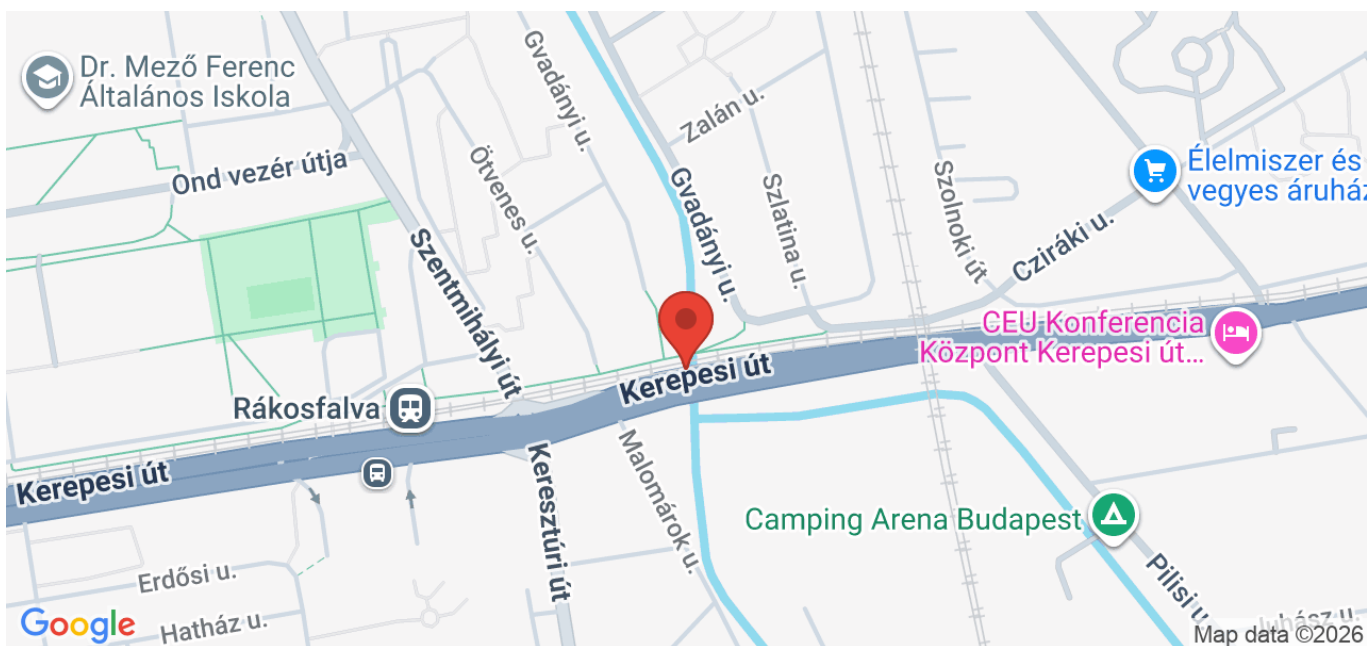 Dr. Mező Ferenc
Általános Iskola
Gvadányi u.
Zalán u.
Ond vezér útja
Ötvenes u.
Gvadányi u.
Szlatina u.
Szolnoki út
Élelmiszer és
vegyes áruház
Cziráki u.
Szentmihályi út
CEU Konferencia
Központ Kerepesi út...
Kerepesi út
Rákosfalva
Kerepesi út
Keresztúri út
Malomárok u.
Camping Arena Budapest
Pilisi u.
Erdősi u.
Hatház u.
Juhász u.
Google
Map data ©2026